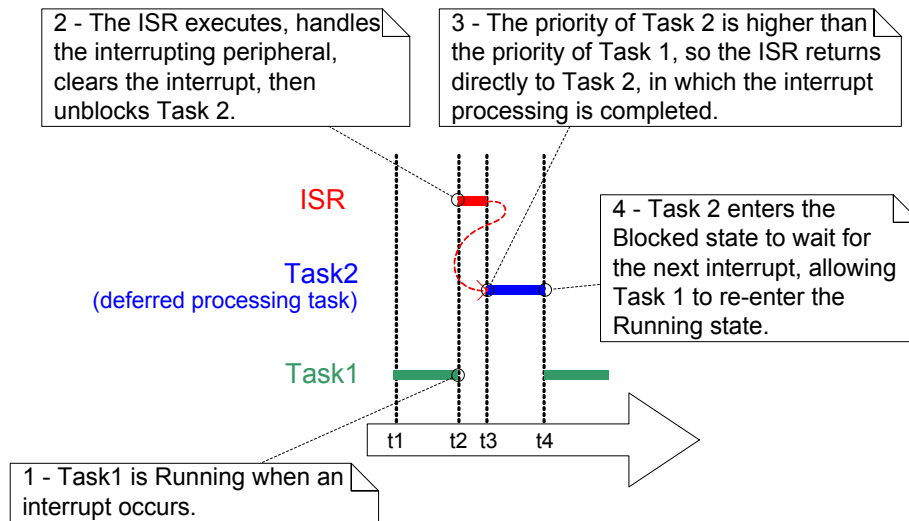 2 - The ISR executes, handles
the interrupting peripheral,
clears the interrupt, then
unblocks Task 2.
3 - The priority of Task 2 is higher than
the priority of Task 1, so the ISR returns
directly to Task 2, in which the interrupt
processing is completed.
ISR
4 - Task 2 enters the
Blocked state to wait for
the next interrupt, allowing
Task 1 to re-enter the
Running state.
Task2
(deferred processing task)
Task1
t1 t2 t3 t4
1 - Task1 is Running when an
interrupt occurs.